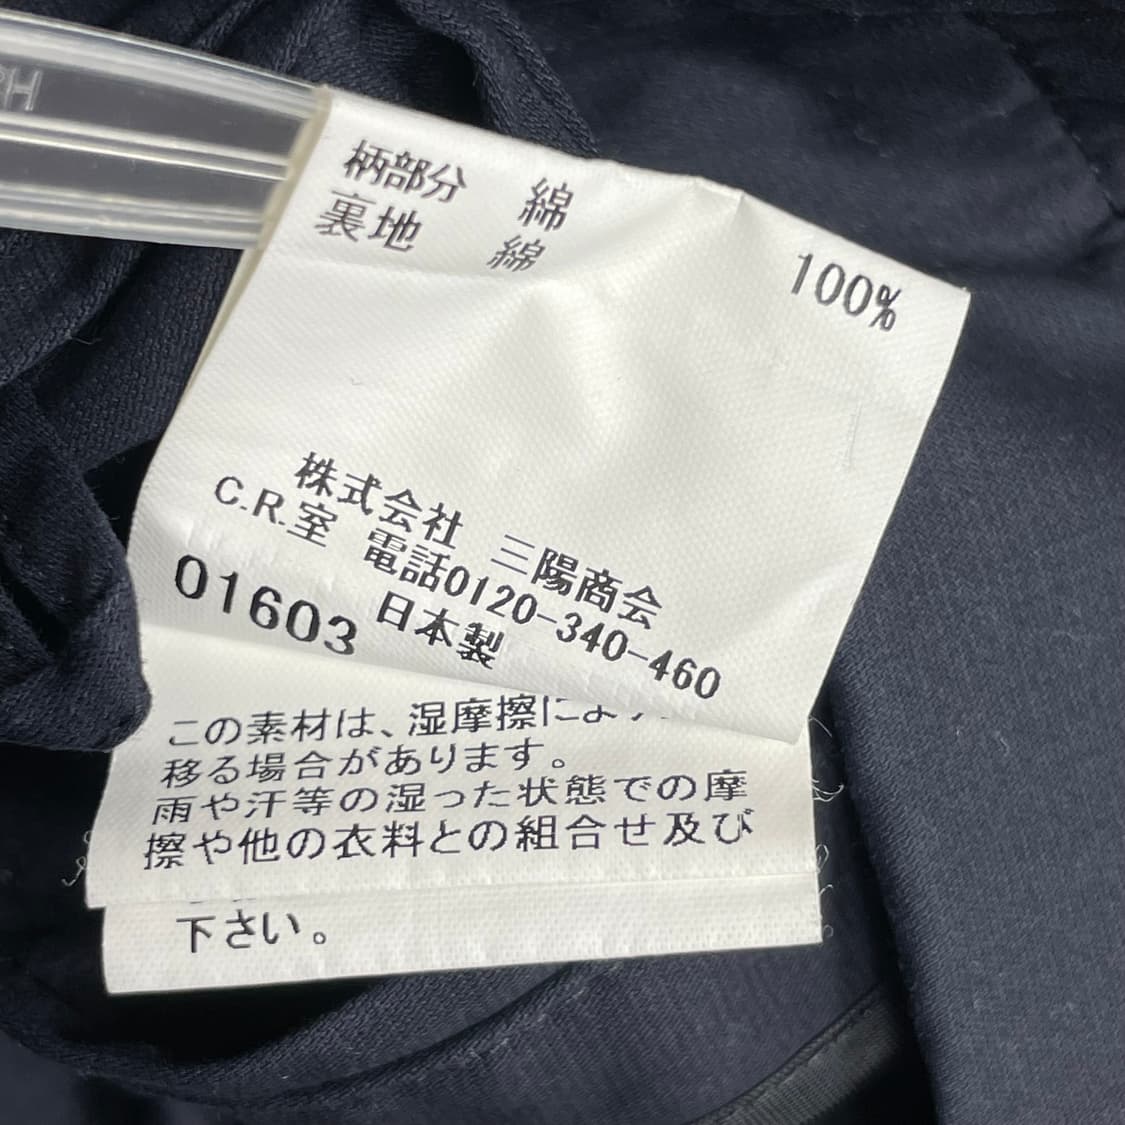 柄部分 綿
裏地 綿 100%
株式会社 三陽商会
C.R.室 電話0120-340-460
01603 日本製
この素材は、湿摩擦によ
移る場合があります。
雨や汗等の湿った状態での摩
擦や他の衣料との組合せ及び
下さい。